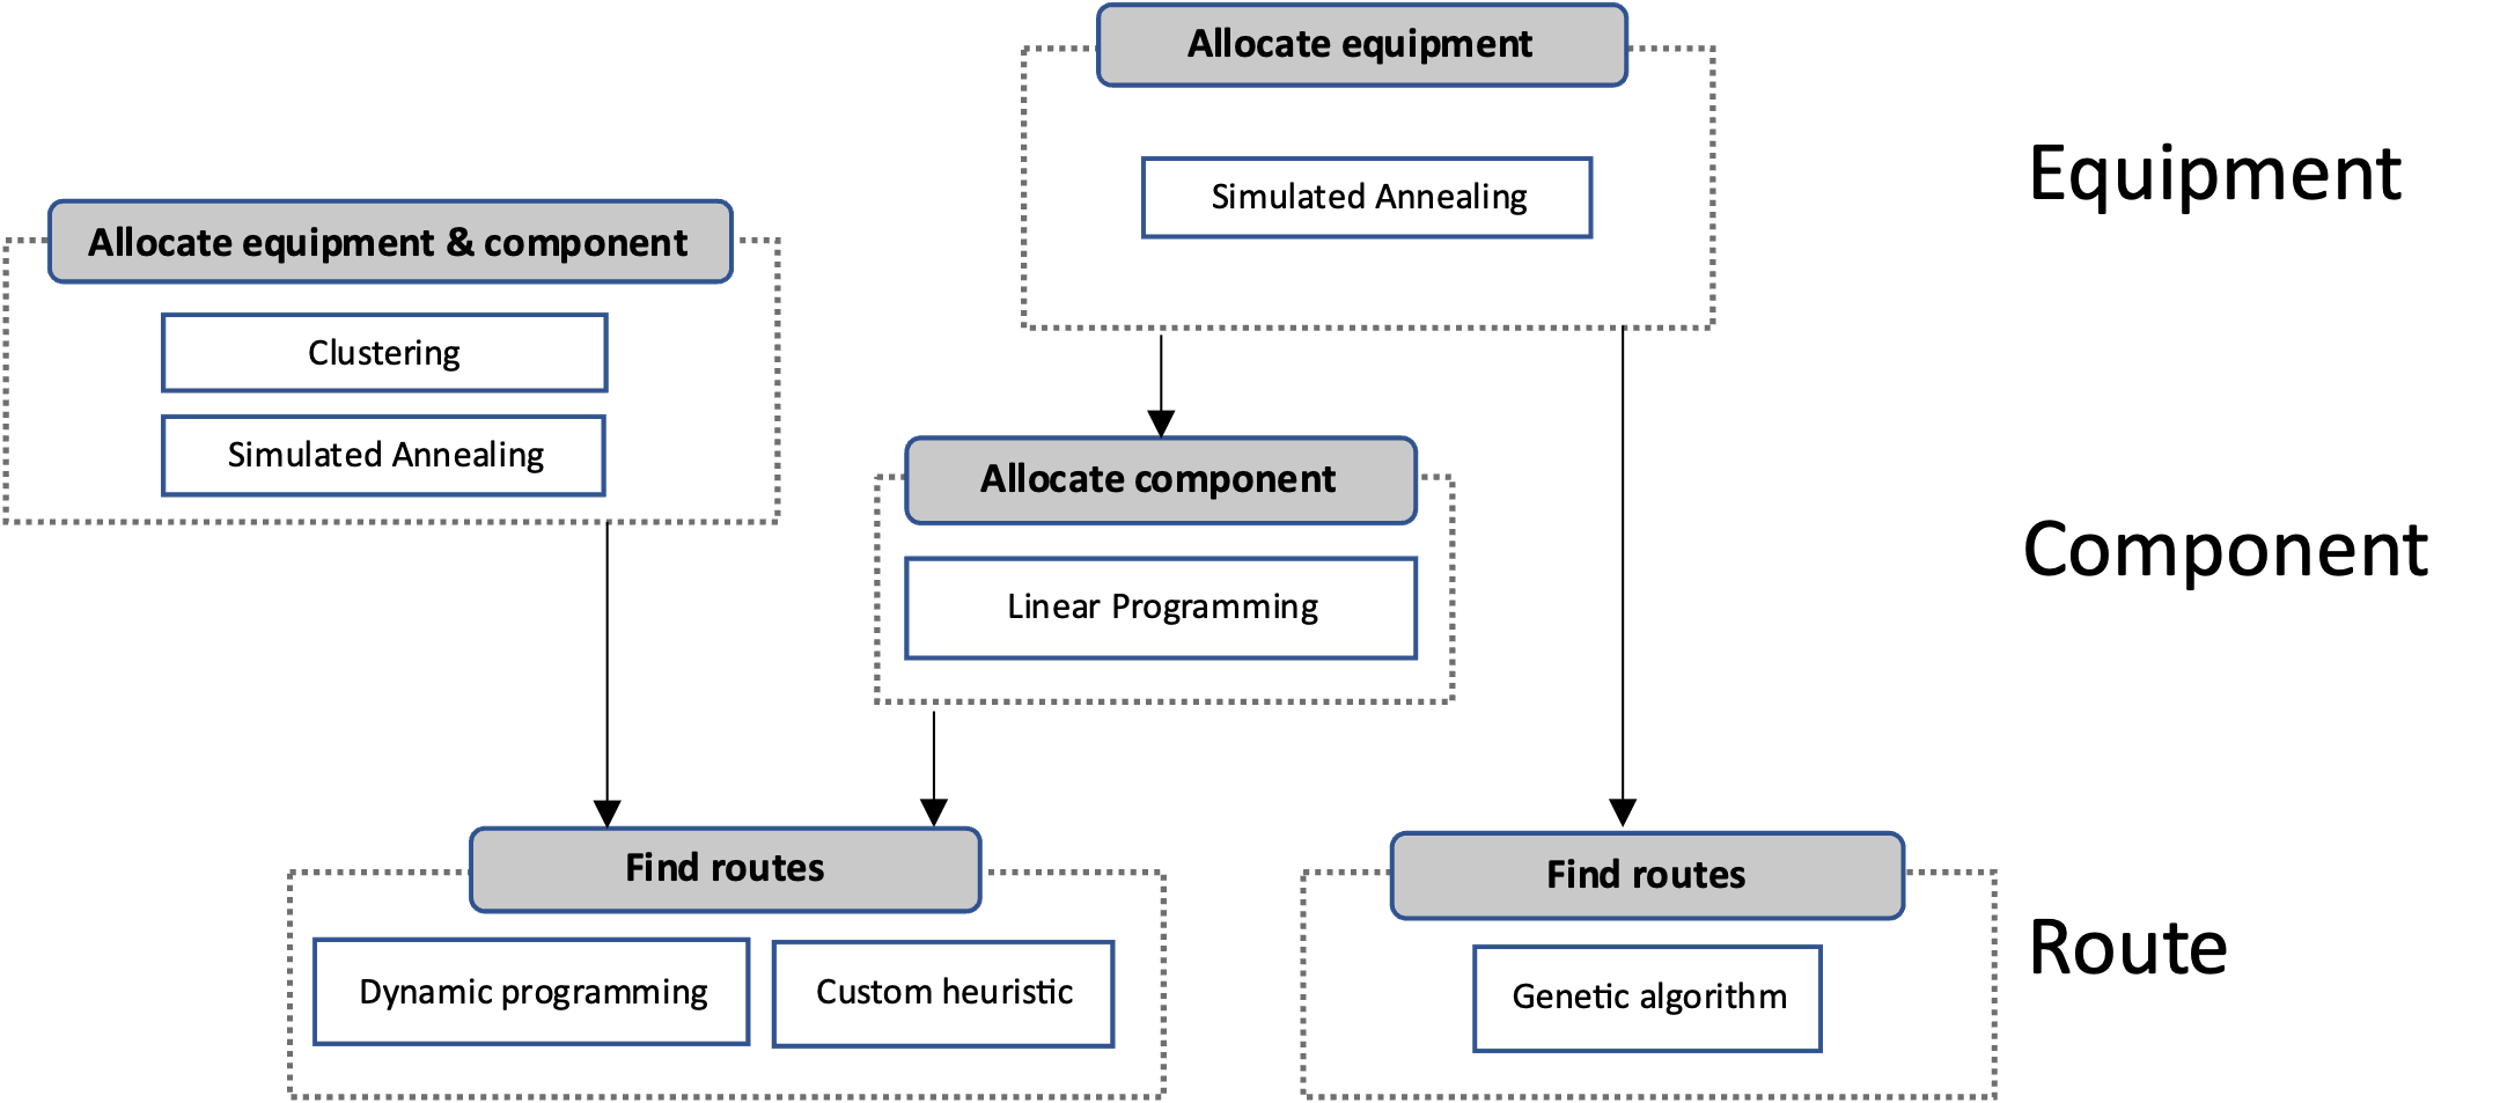 Allocate equipment
Simulated Annealing
Equipment
Allocate equipment & component
Clustering
Simulated Annealing
Allocate component
Linear Programming
Component
Find routes
Dynamic programming
Custom heuristic
Find routes
Genetic algorithm
Route